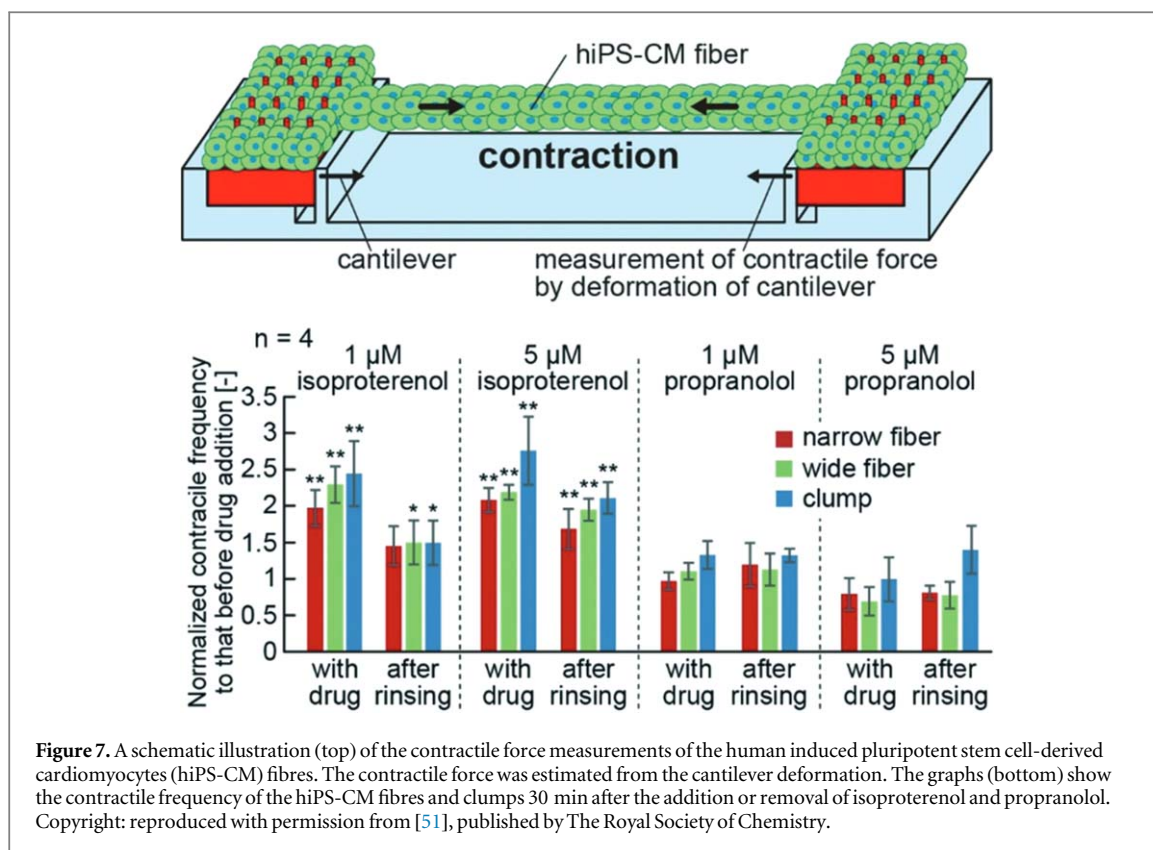 hiPS-CM fiber
contraction
cantilever
measurement of contractile force
by deformation of cantilever
n = 4
1 µM
isoproterenol
5 µM
isoproterenol
1 µM
propranolol
5 µM
propranolol
Normalized contracile frequency
to that before drug addition [-]
3.5
3
2.5
2
1.5
1
0.5
0
** ** **
* *
** ** **
** ** **
narrow fiber
wide fiber
clump
with
drug
after
rinsing
with
drug
after
rinsing
with
drug
after
rinsing
with
drug
after
rinsing
Figure 7. A schematic illustration (top) of the contractile force measurements of the human induced pluripotent stem cell-derived
cardiomyocytes (hiPS-CM) fibres. The contractile force was estimated from the cantilever deformation. The graphs (bottom) show
the contractile frequency of the hiPS-CM fibres and clumps 30 min after the addition or removal of isoproterenol and propranolol.
Copyright: reproduced with permission from [51], published by The Royal Society of Chemistry.